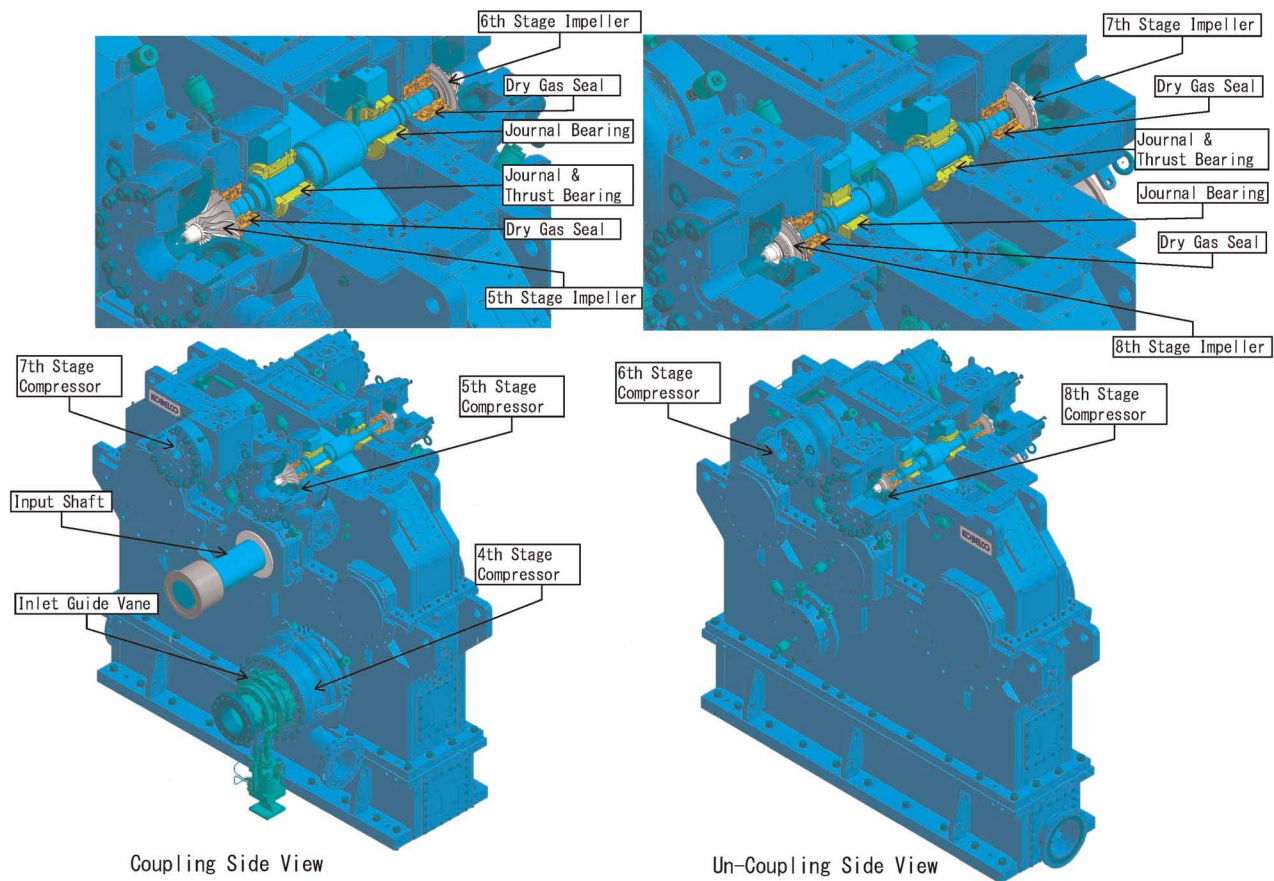 6th Stage Impeller
Dry Gas Seal
Journal Bearing
Journal &
Thrust Bearing
Dry Gas Seal
5th Stage Impeller
7th Stage Impeller
Dry Gas Seal
Journal &
Thrust Bearing
Journal Bearing
Dry Gas Seal
8th Stage Impeller
7th Stage
Compressor
KOBELCO
5th Stage
Compressor
Input Shaft
4th Stage
Compressor
Inlet Guide Vane
Coupling Side View
6th Stage
Compressor
8th Stage
Compressor
KOBELCO
Un-Coupling Side View